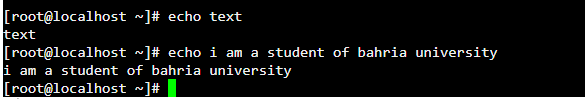 [root@localhost ~]# echo text
text
[root@localhost ~]# echo i am a student of bahria university
i am a student of bahria university
[root@localhost ~]#